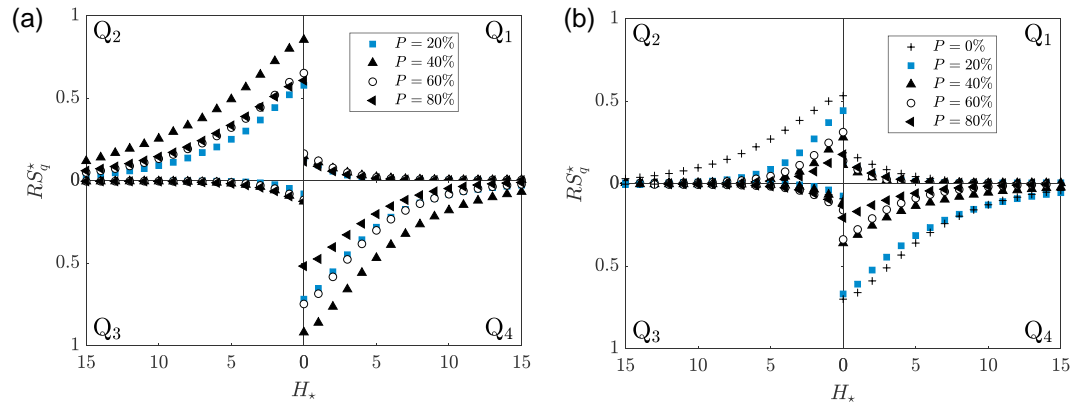 (a)
Q₂
Q₁
P = 20%
P = 40%
P = 60%
P = 80%
1
0.5
0
0.5
1
RS*q
Q₃
Q₄
15
10
5
0
5
10
15
H⋆
(b)
Q₂
Q₁
P = 0%
P = 20%
P = 40%
P = 60%
P = 80%
1
0.5
0
0.5
1
RS*q
Q₃
Q₄
15
10
5
0
0
5
10
15
H⋆